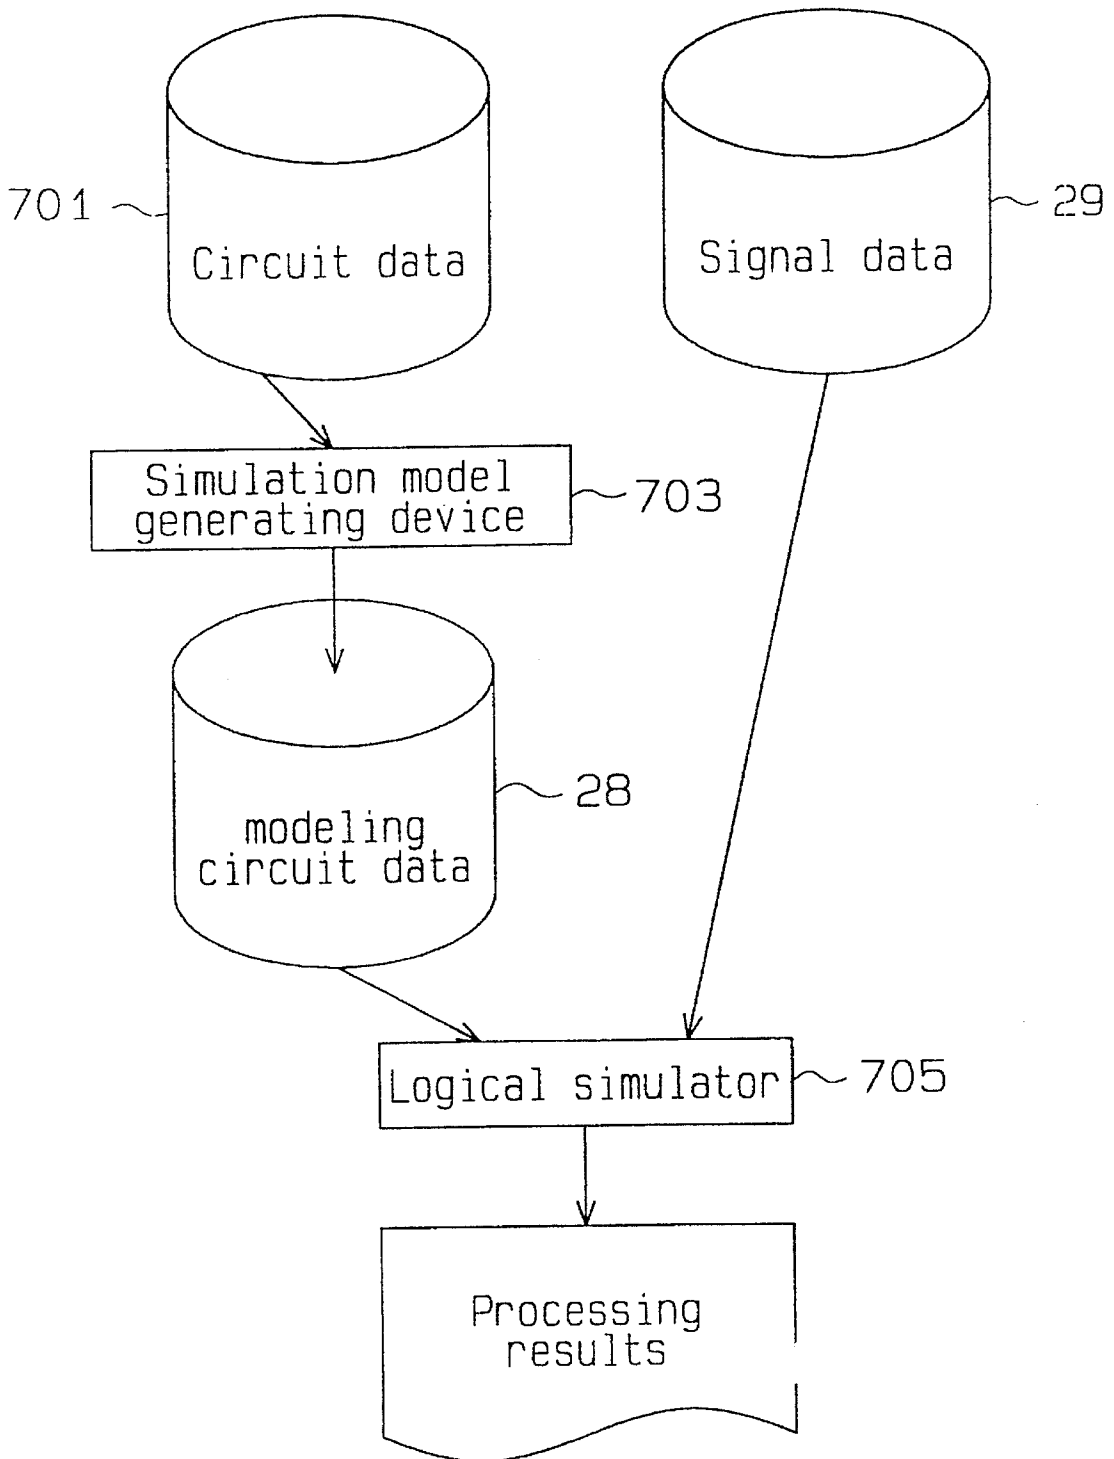 701
Circuit data
Signal data
29
Simulation model
generating device
703
modeling
circuit data
28
Logical simulator
705
Processing
results